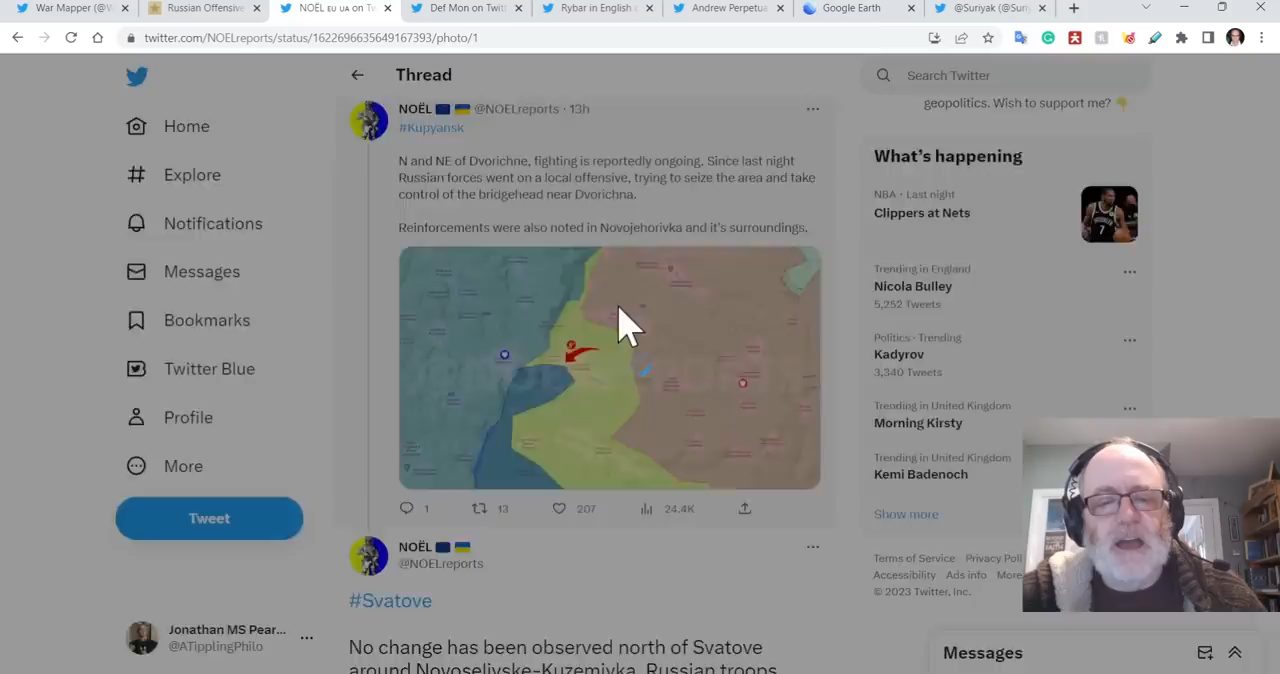 War Mapper (@W
Russian Offensive
NOËL EU UA on Tw
Def Mon on Twitt
Rybar in English o
Andrew Perpetua
Google Earth
@Suriyak (@Suri
twitter.com/NOELreports/status/1622696635649167393/photo/1
Home
Explore
Notifications
Messages
Bookmarks
Twitter Blue
Profile
More
Tweet
Jonathan MS Pear...
@ATipplingPhilo
Thread
NOËL @NOELreports · 13h
#Kupyansk
N and NE of Dvorichne, fighting is reportedly ongoing. Since last night
Russian forces went on a local offensive, trying to seize the area and take
control of the bridgehead near Dvorichna.
Reinforcements were also noted in Novojehorivka and it's surroundings.
1
13
207
24.4K
NOËL
@NOELreports
#Svatove
No change has been observed north of Svatove
around Novoselivske-Kuzemivka. Russian troops
Search Twitter
geopolitics. Wish to support me?
What's happening
NBA · Last night
Clippers at Nets
Trending in England
Nicola Bulley
5,252 Tweets
Politics · Trending
Kadyrov
3,340 Tweets
Trending in United Kingdom
Morning Kirsty
Trending in United Kingdom
Kemi Badenoch
Show more
Terms of Service Privacy Poli
Accessibility Ads info More
© 2023 Twitter, Inc.
Messages